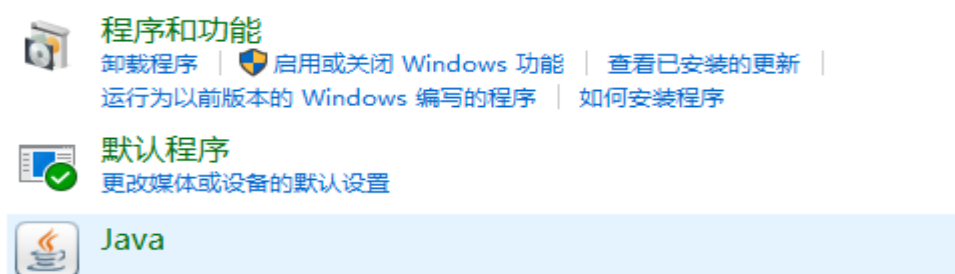 程序和功能
卸载程序 | 启用或关闭 Windows 功能 | 查看已安装的更新 |
运行为以前版本的 Windows 编写的程序 | 如何安装程序
默认程序
更改媒体或设备的默认设置
Java